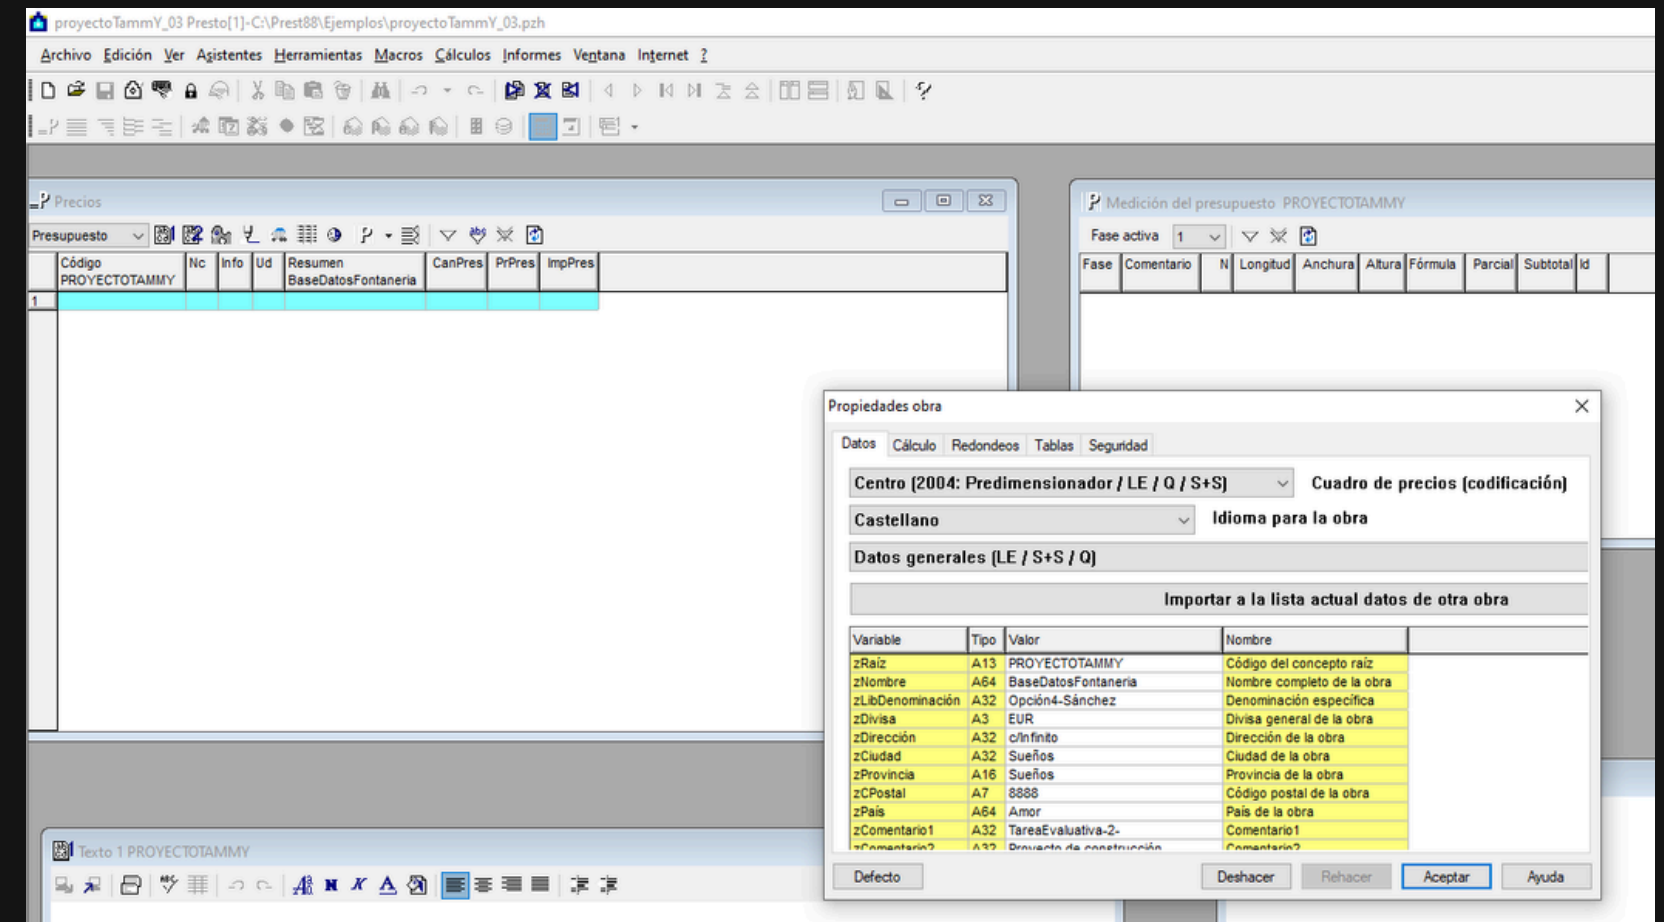 proyectoTammY_03 Presto[1]-C:\Prest88\Ejemplos\proyectoTammY_03.pzh
Archivo Edición Ver Asistentes Herramientas Macros Cálculos Informes Ventana Internet ?
Precios
Presupuesto
Código Nc Info Ud Resumen CanPres PrPres ImpPres
PROYECTOTAMMY BaseDatosFontaneria
1
Medición del presupuesto PROYECTOTAMMY
Fase activa 1
Fase Comentario N Longitud Anchura Altura Fórmula Parcial Subtotal Id
Propiedades obra
Datos Cálculo Redondeos Tablas Seguridad
Centro (2004: Predimensionador / LE / Q / S+S) Cuadro de precios (codificación)
Castellano Idioma para la obra
Datos generales (LE / S+S / Q)
Importar a la lista actual datos de otra obra
Variable Tipo Valor Nombre
zRaíz A13 PROYECTOTAMMY Código del concepto raíz
zNombre A64 BaseDatosFontaneria Nombre completo de la obra
zLibDenominación A32 Opción4-Sánchez Denominación específica
zDivisa A3 EUR Divisa general de la obra
zDirección A32 c/Infinito Dirección de la obra
zCiudad A32 Sueños Ciudad de la obra
zProvincia A16 Sueños Provincia de la obra
zCPostal A7 8888 Código postal de la obra
zPaís A64 Amor País de la obra
zComentario1 A32 TareaEvaluativa-2- Comentario1
zComentario2 A32 Proyecto de construcción Comentario2
Defecto Deshacer Rehacer Aceptar Ayuda
Texto 1 PROYECTOTAMMY